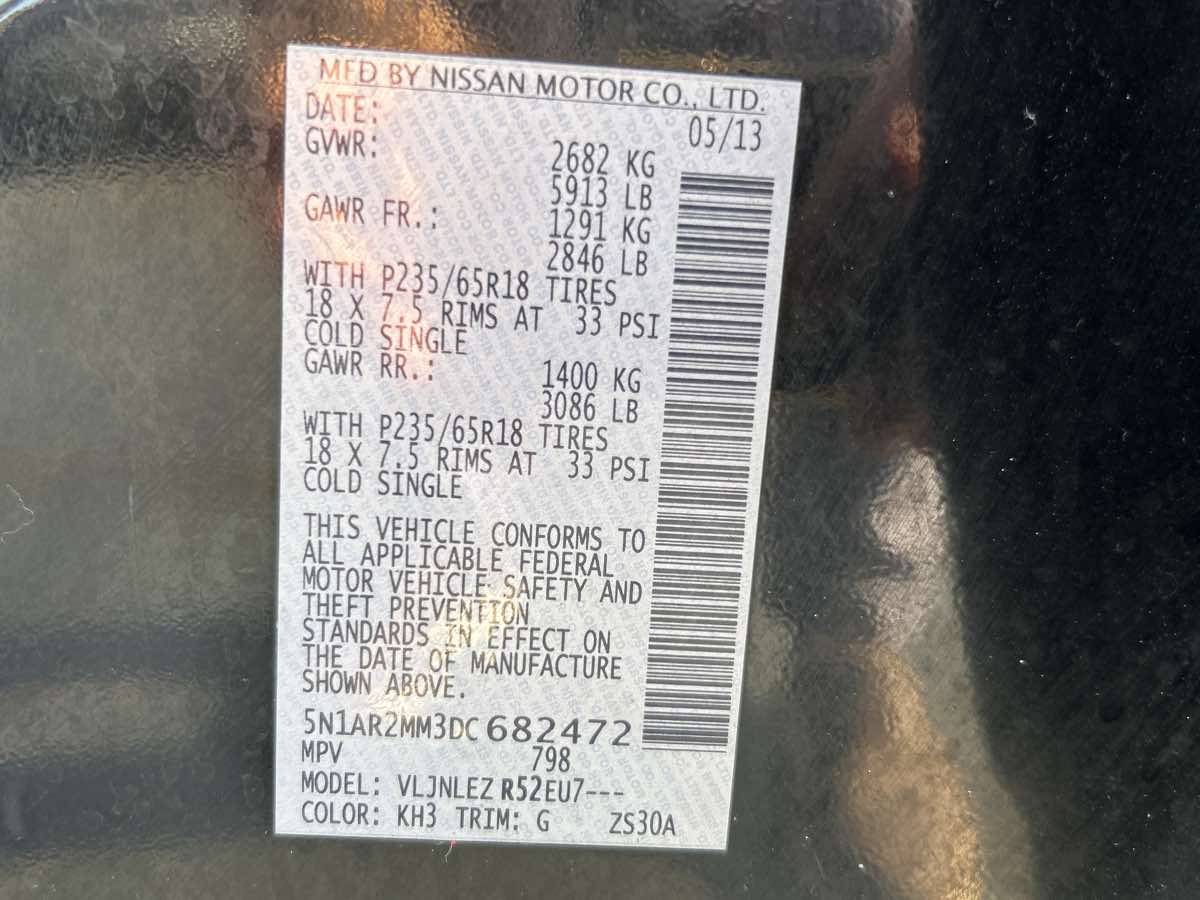 MFD BY NISSAN MOTOR CO., LTD.
DATE: 05/13
GVWR: 2682 KG
5913 LB
GAWR FR.: 1291 KG
2846 LB
WITH P235/65R18 TIRES
18 X 7.5 RIMS AT 33 PSI
COLD SINGLE
GAWR RR.: 1400 KG
3086 LB
WITH P235/65R18 TIRES
18 X 7.5 RIMS AT 33 PSI
COLD SINGLE
THIS VEHICLE CONFORMS TO
ALL APPLICABLE FEDERAL
MOTOR VEHICLE SAFETY AND
THEFT PREVENTION
STANDARDS IN EFFECT ON
THE DATE OF MANUFACTURE
SHOWN ABOVE.
5N1AR2MM3DC682472
MPV 798
MODEL: VLJNLEZ R52EU7---
COLOR: KH3 TRIM: G ZS30A